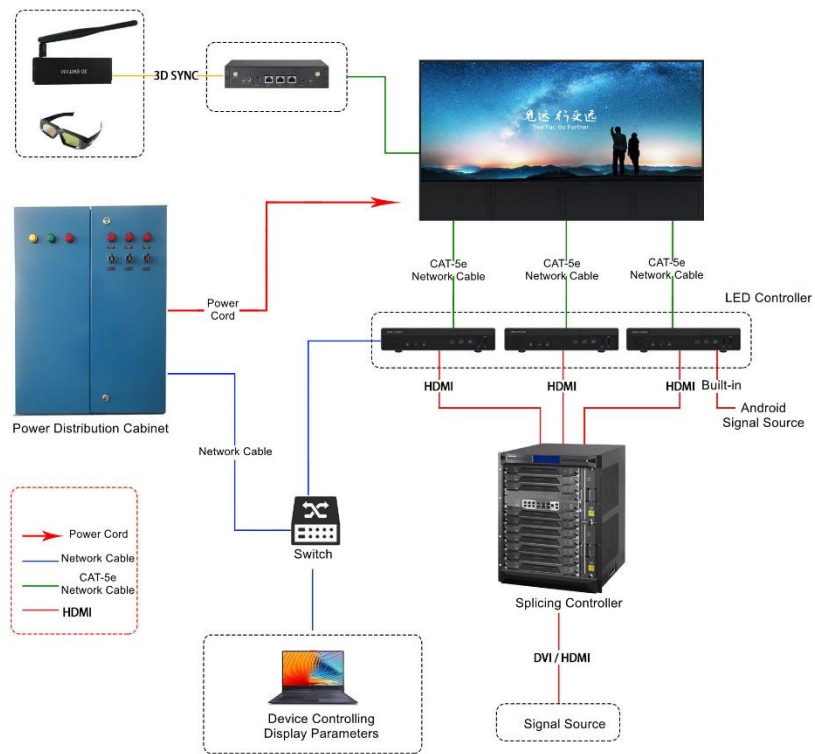 3D-EMT150
3D SYNC
见远 行更远
See Far, Go Further
CAT-5e
Network Cable
CAT-5e
Network Cable
CAT-5e
Network Cable
LED Controller
Power
Cord
HDMI
HDMI
HDMI
Built-in
Android
Signal Source
Power Distribution Cabinet
Network Cable
Power Cord
Network Cable
CAT-5e
Network Cable
HDMI
Switch
Splicing Controller
DVI / HDMI
Device Controlling
Display Parameters
Signal Source